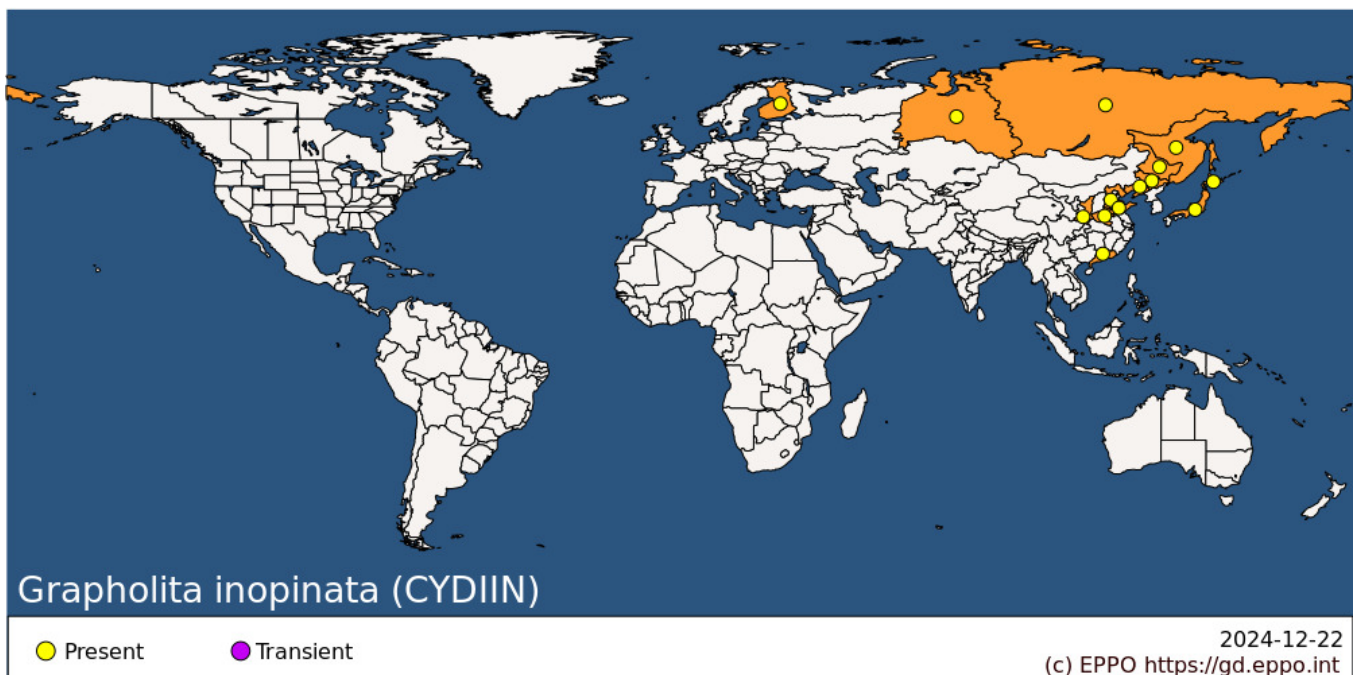 Grapholita inopinata (CYDIIN)
Present
Transient
2024-12-22
(c) EPPO https://gd.eppo.int